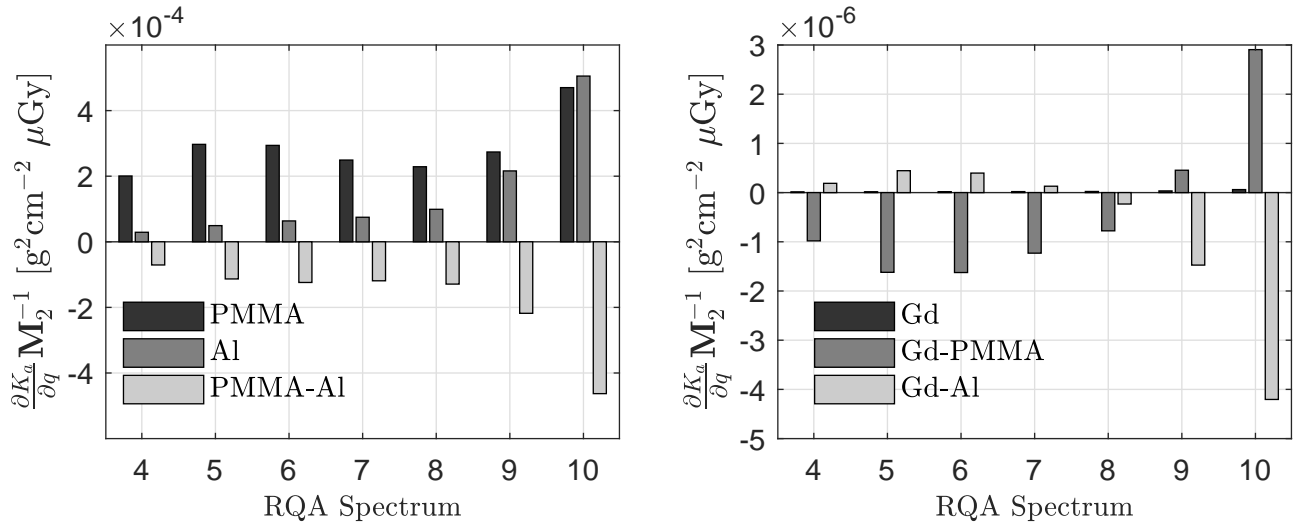 ×10⁻⁴
4
2
0
-2
-4
∂Kₐ/∂q M₂⁻¹ [g²cm⁻² μGy]
PMMA
Al
PMMA-Al
4 5 6 7 8 9 10
RQA Spectrum
×10⁻⁶
3
2
1
0
-1
-2
-3
-4
-5
∂Kₐ/∂q M₂⁻¹ [g²cm⁻² μGy]
Gd
Gd-PMMA
Gd-Al
4 5 6 7 8 9 10
RQA Spectrum